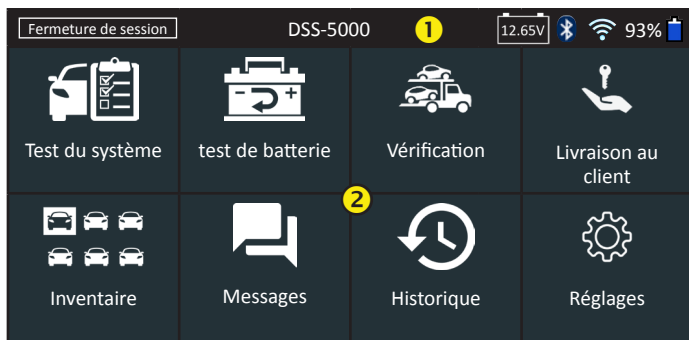 Fermeture de session DSS-5000 1 12.65V 93%
Test du système test de batterie Vérification Livraison au
client
2
Inventaire Messages Historique Réglages